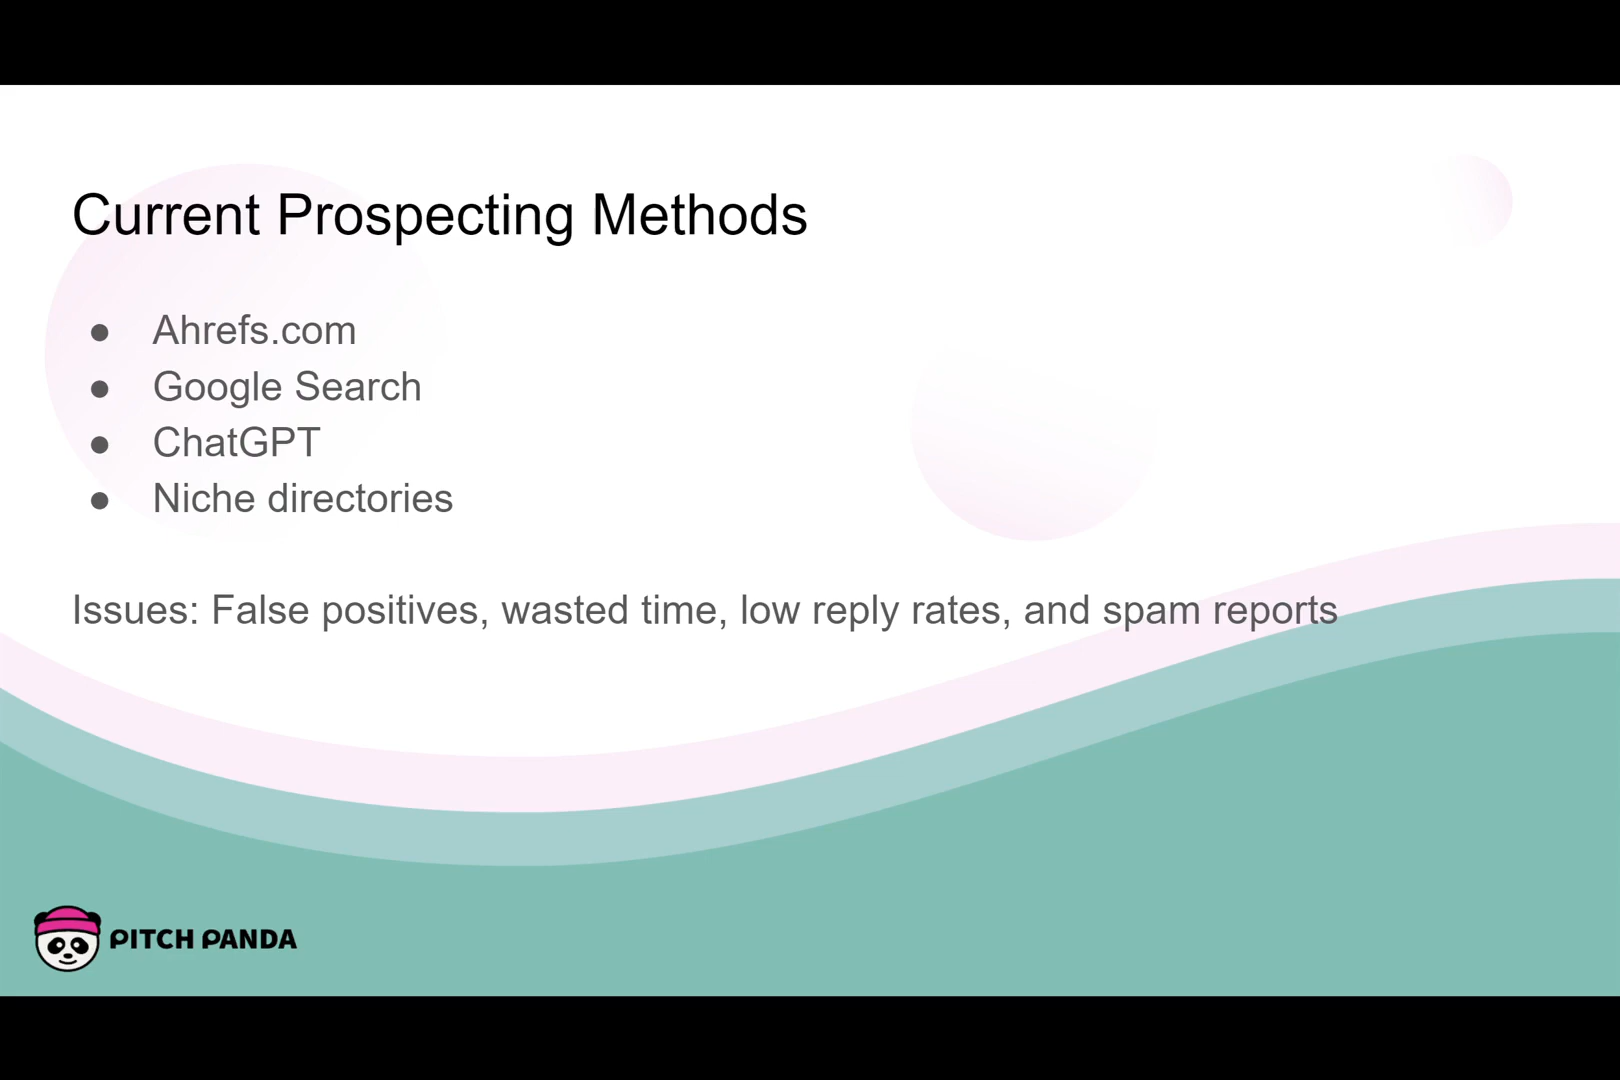 Current Prospecting Methods
● Ahrefs.com
● Google Search
● ChatGPT
● Niche directories
Issues: False positives, wasted time, low reply rates, and spam reports
PITCH PANDA